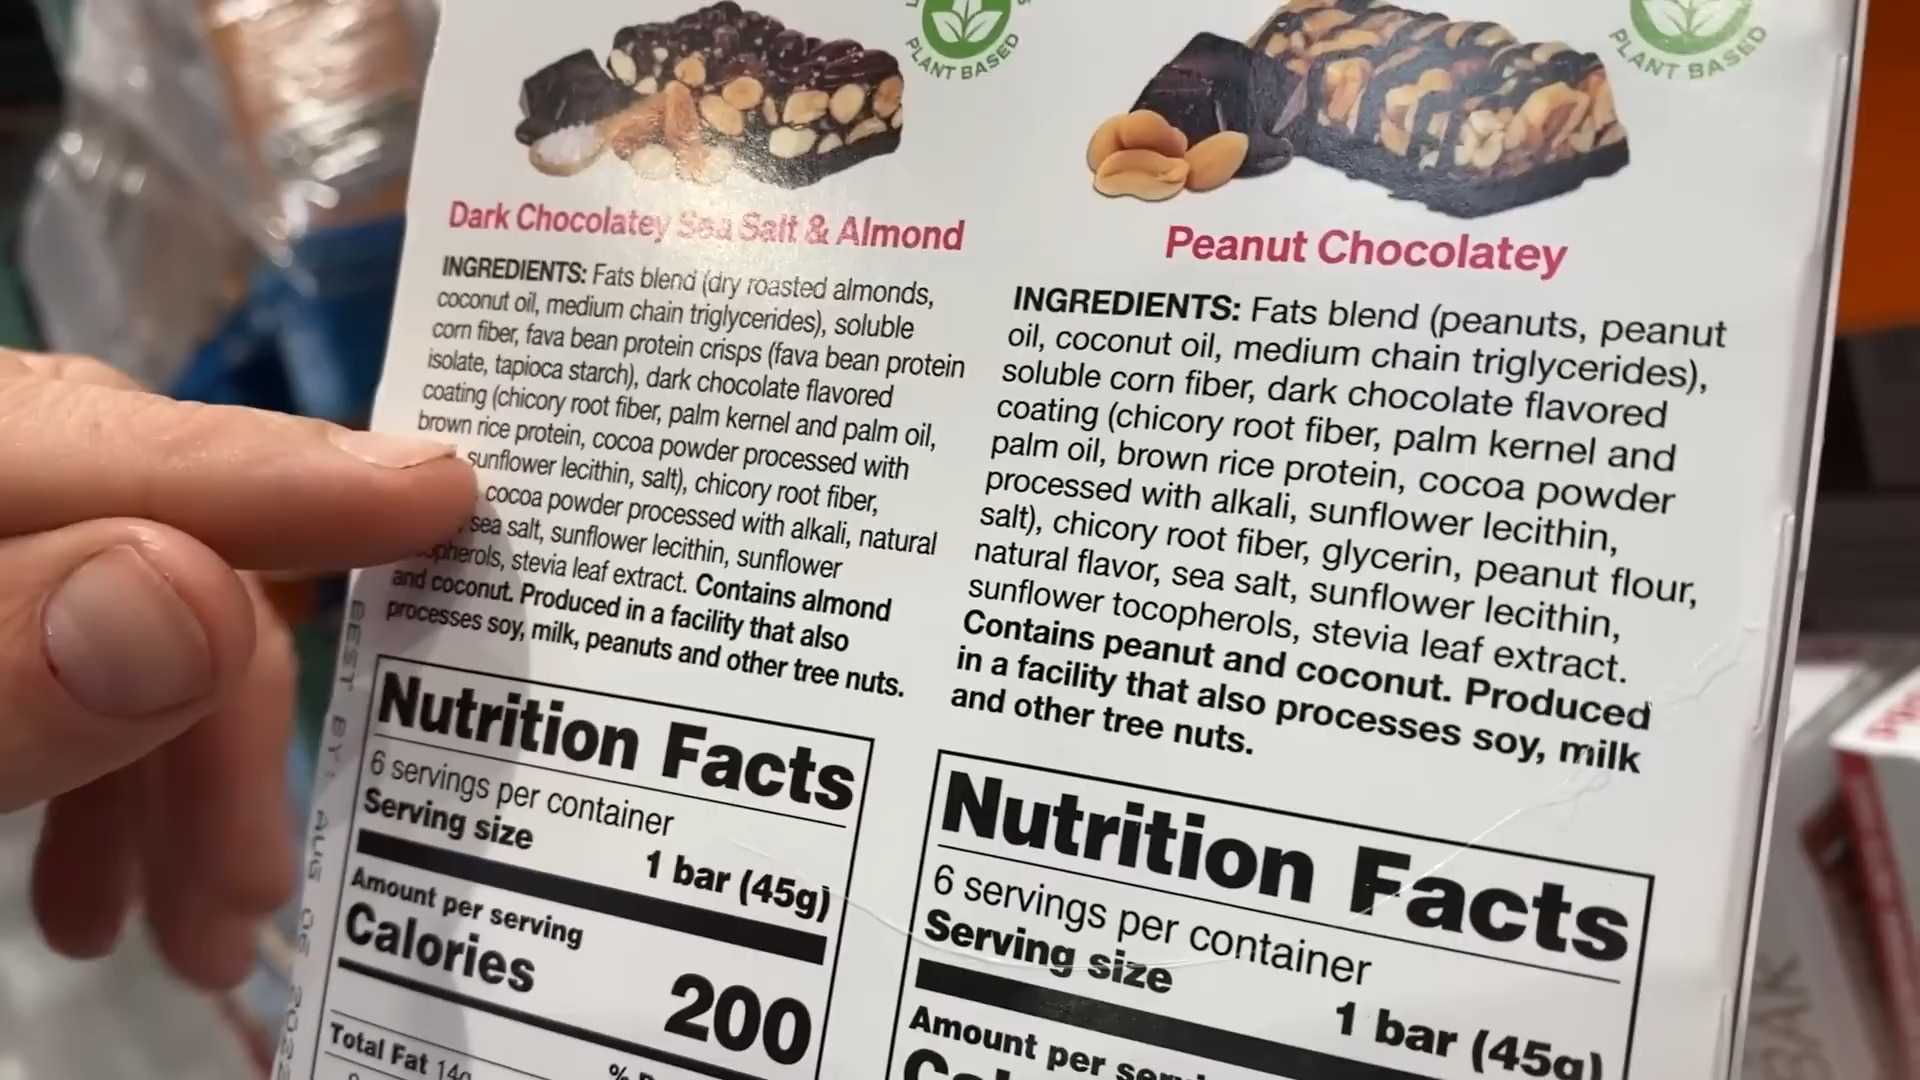 PLANT BASED
Dark Chocolatey Sea Salt & Almond
INGREDIENTS: Fats blend (dry roasted almonds,
coconut oil, medium chain triglycerides), soluble
corn fiber, fava bean protein crisps (fava bean protein
isolate, tapioca starch), dark chocolate flavored
coating (chicory root fiber, palm kernel and palm oil,
brown rice protein, cocoa powder processed with
sunflower lecithin, salt), chicory root fiber,
cocoa powder processed with alkali, natural
sea salt, sunflower lecithin, sunflower
stevia leaf extract. Contains almond
and coconut. Produced in a facility that also
processes soy, milk, peanuts and other tree nuts.
Nutrition Facts
6 servings per container
Serving size
1 bar (45g)
Amount per serving
Calories
200
Total Fat 14g
%
BEST BY: AUG 06
PLANT BASED
Peanut Chocolatey
INGREDIENTS: Fats blend (peanuts, peanut
oil, coconut oil, medium chain triglycerides),
soluble corn fiber, dark chocolate flavored
coating (chicory root fiber, palm kernel and
palm oil, brown rice protein, cocoa powder
processed with alkali, sunflower lecithin,
salt), chicory root fiber, glycerin, peanut flour,
natural flavor, sea salt, sunflower lecithin,
sunflower tocopherols, stevia leaf extract.
Contains peanut and coconut. Produced
in a facility that also processes soy, milk
and other tree nuts.
Nutrition Facts
6 servings per container
Serving size
1 bar (45g)
Amount per